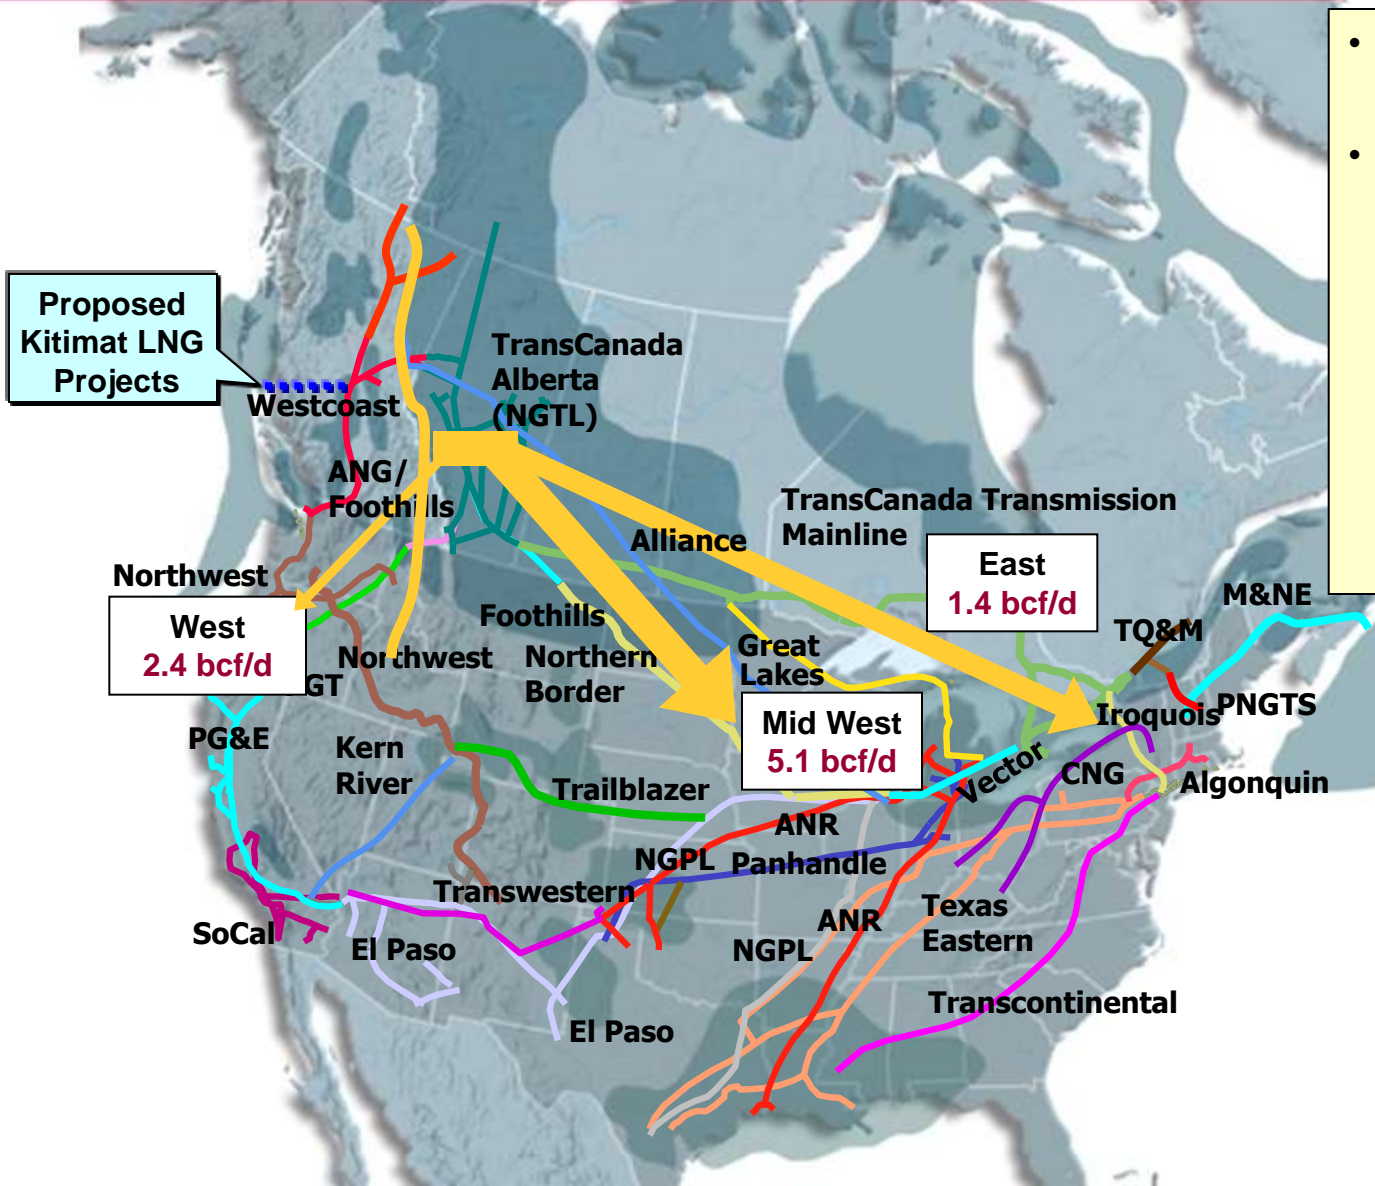 •
•
Proposed
Kitimat LNG
Projects
TransCanada
Alberta
(NGTL)
Westcoast
ANG/
Foothills
TransCanada Transmission
Mainline
Alliance
East
1.4 bcf/d
Northwest
West
2.4 bcf/d
M&NE
TQ&M
Foothills
Northwest
Northern
Border
Great
Lakes
GT
PNGTS
Iroquois
Mid West
5.1 bcf/d
PG&E
Kern
River
Vector
CNG
Algonquin
Trailblazer
ANR
NGPL
Panhandle
Transwestern
ANR
Texas
Eastern
SoCal
El Paso
NGPL
Transcontinental
El Paso